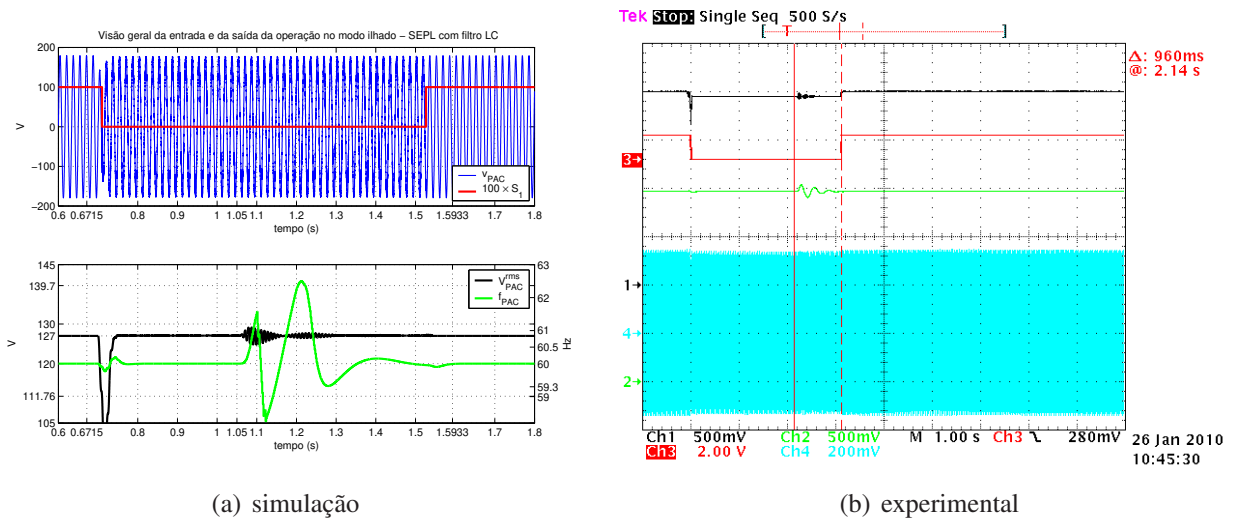 Visão geral da entrada e da saída da operação no modo ilhado – SEPL com filtro LC
200
100
0
−100
−200
V
v_PAC
100 × S_1
0.6 0.6715 0.8 0.9 1 1.05 1.1 1.2 1.3 1.4 1.5933 1.7 1.8
tempo (s)
145
139.7
130
127
120
111.76
105
V
V_PAC^rms
f_PAC
63
62
61
60.5
60
59.3
59
Hz
0.6 0.6715 0.8 0.9 1 1.05 1.1 1.2 1.3 1.4 1.5933 1.7 1.8
tempo (s)
(a) simulação
Tek Stop: Single Seq 500 S/s
Δ: 960ms
@: 2.14 s
3
1
4
2
Ch1 500mV Ch2 500mV M 1.00 s Ch3 280mV
Ch3 2.00 V Ch4 200mV
26 Jan 2010
10:45:30
(b) experimental